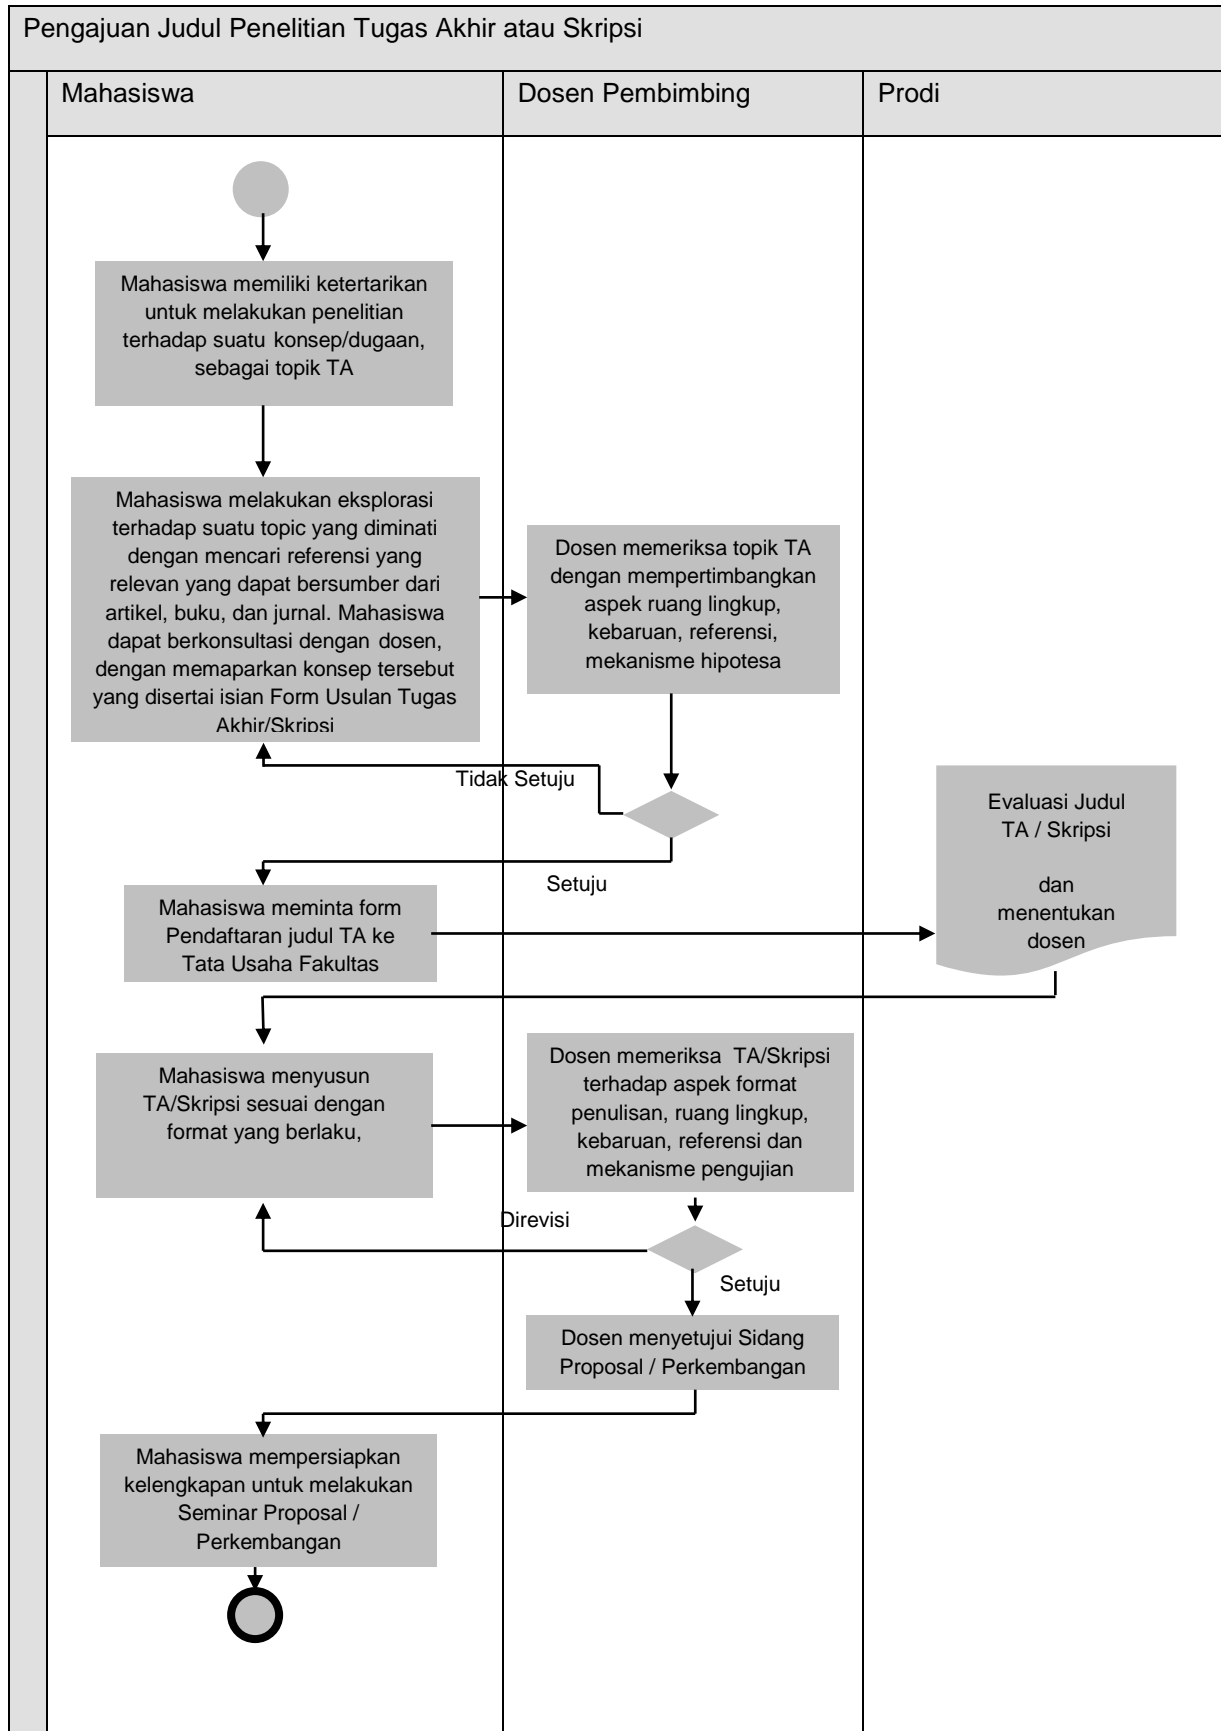 Pengajuan Judul Penelitian Tugas Akhir atau Skripsi
Mahasiswa
Dosen Pembimbing
Prodi
Mahasiswa memiliki ketertarikan
untuk melakukan penelitian
terhadap suatu konsep/dugaan,
sebagai topik TA
Mahasiswa melakukan eksplorasi
terhadap suatu topic yang diminati
dengan mencari referensi yang
relevan yang dapat bersumber dari
artikel, buku, dan jurnal. Mahasiswa
dapat berkonsultasi dengan dosen,
dengan memaparkan konsep tersebut
yang disertai isian Form Usulan Tugas
Akhir/Skripsi
Dosen memeriksa topik TA
dengan mempertimbangkan
aspek ruang lingkup,
kebaruan, referensi,
mekanisme hipotesa
Tidak Setuju
Evaluasi Judul
TA / Skripsi
dan
menentukan
dosen
Setuju
Mahasiswa meminta form
Pendaftaran judul TA ke
Tata Usaha Fakultas
Mahasiswa menyusun
TA/Skripsi sesuai dengan
format yang berlaku,
Dosen memeriksa TA/Skripsi
terhadap aspek format
penulisan, ruang lingkup,
kebaruan, referensi dan
mekanisme pengujian
Direvisi
Setuju
Dosen menyetujui Sidang
Proposal / Perkembangan
Mahasiswa mempersiapkan
kelengkapan untuk melakukan
Seminar Proposal /
Perkembangan